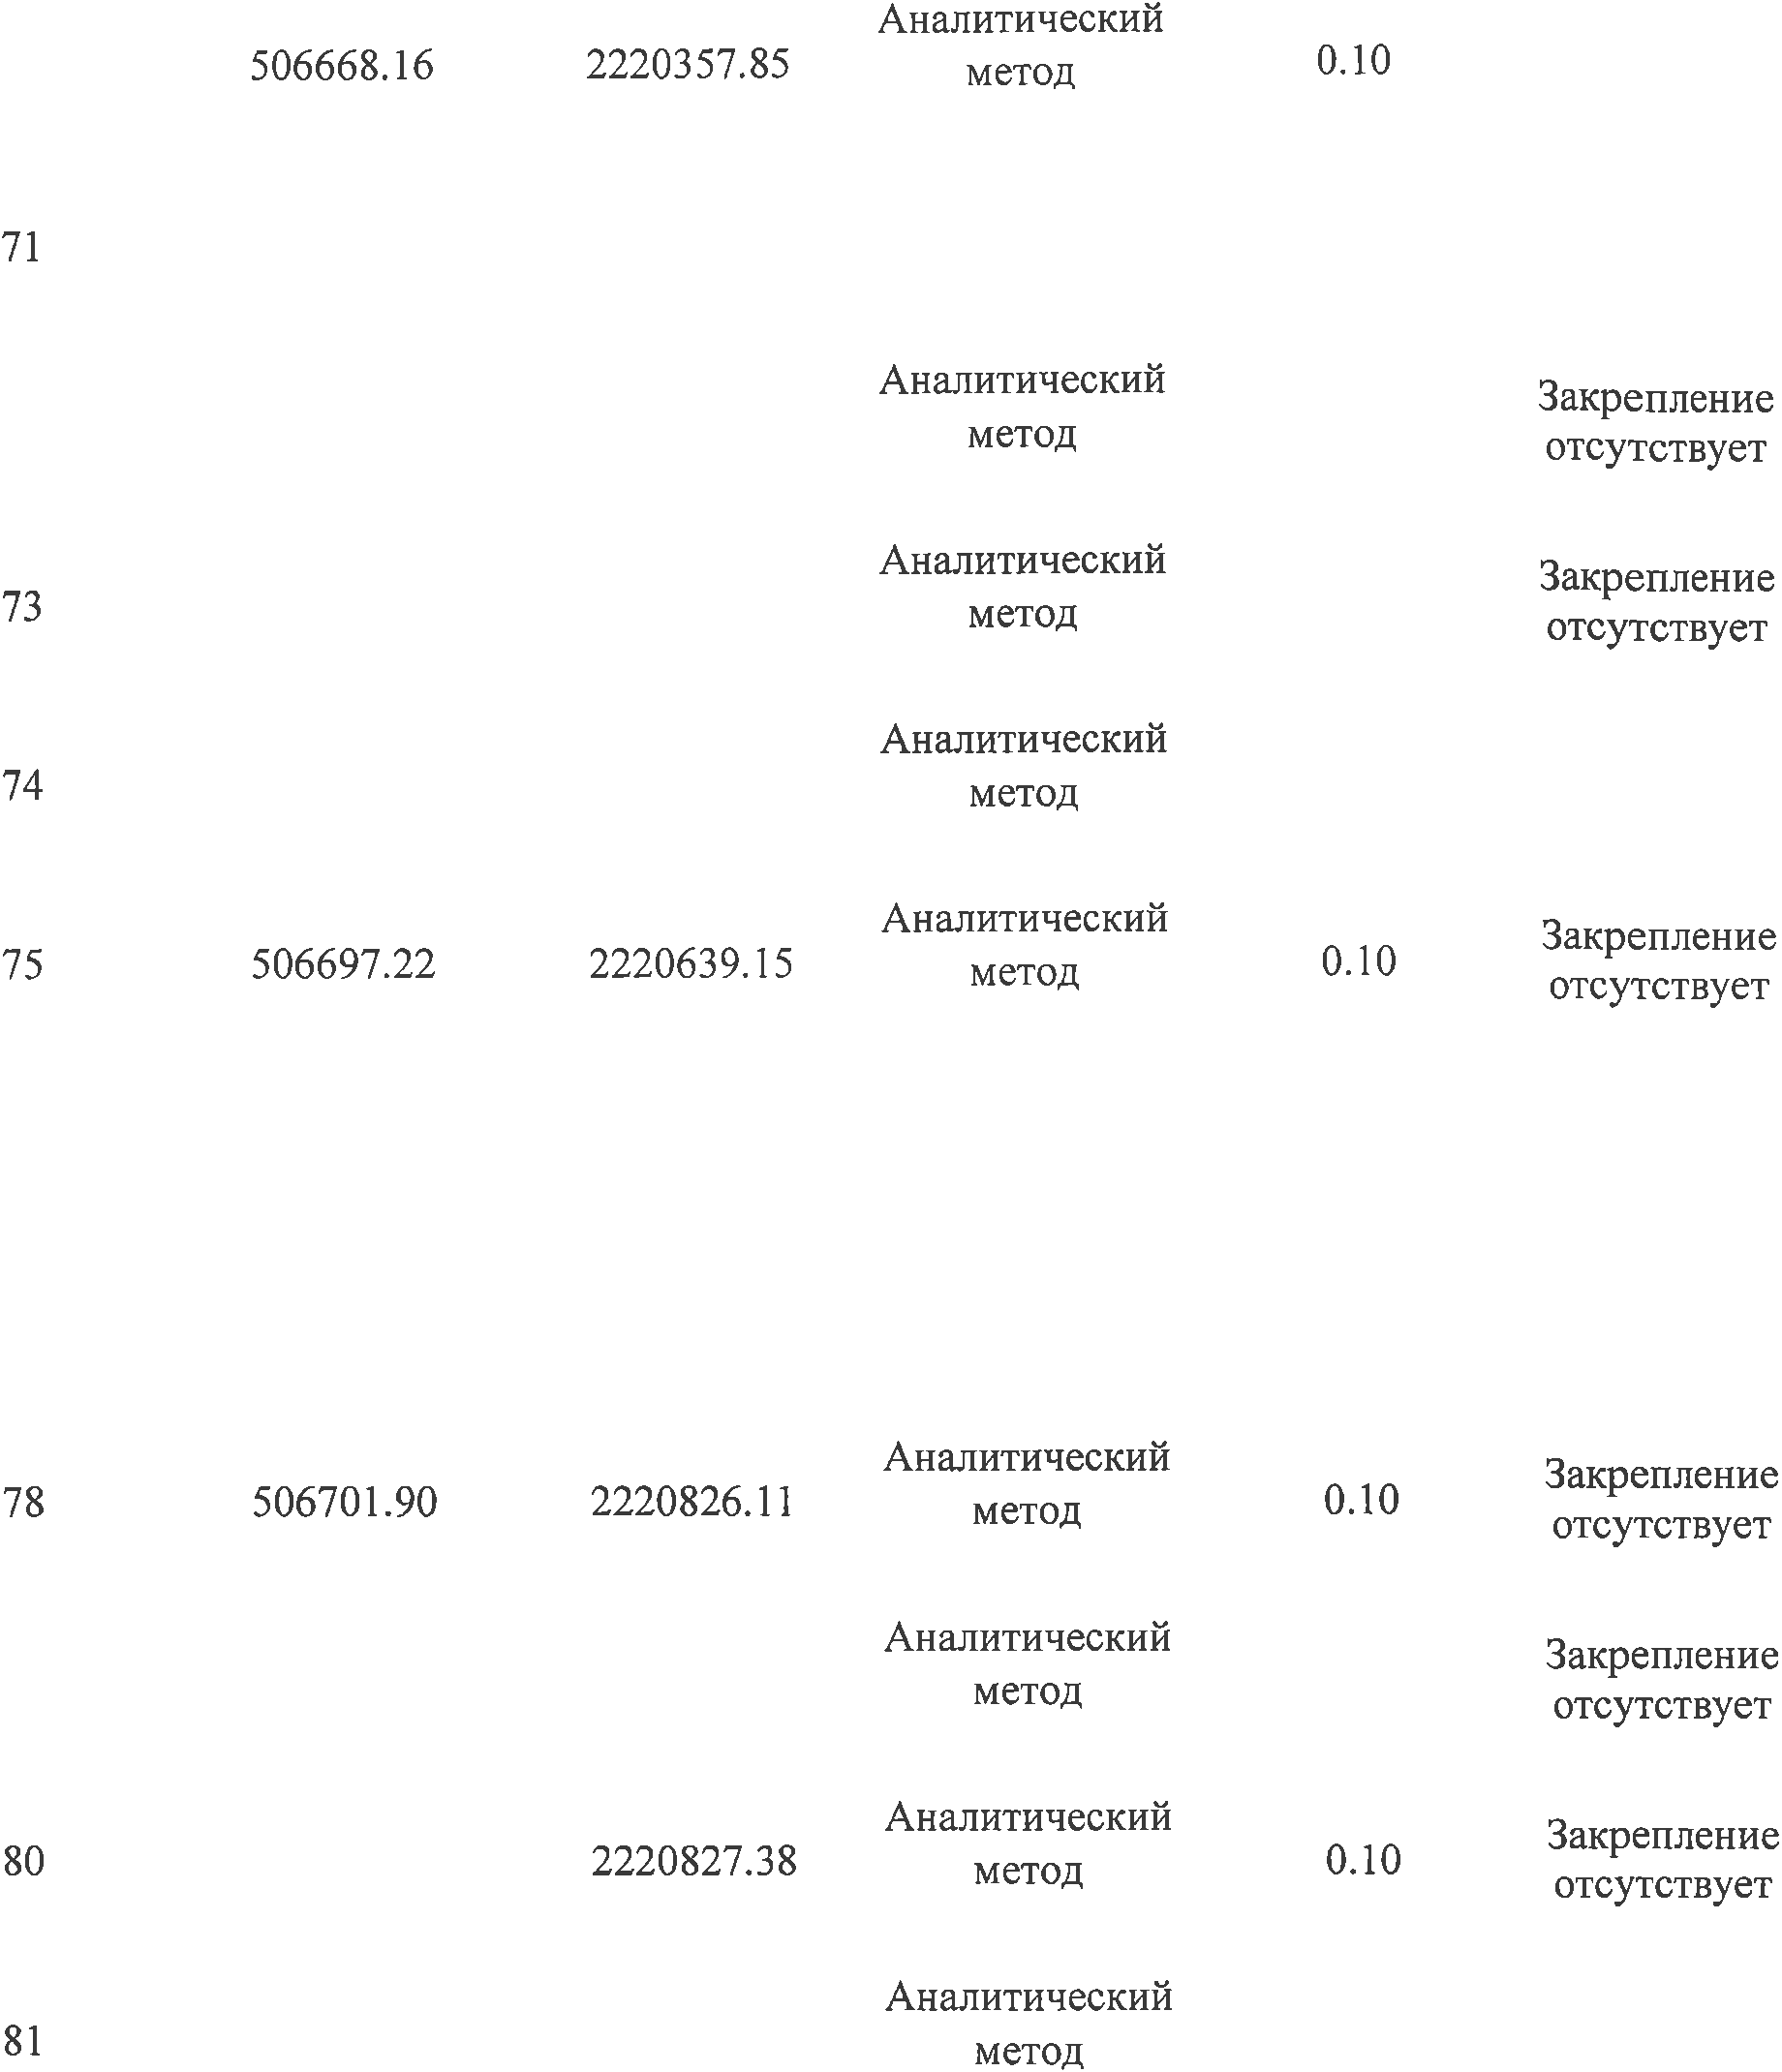 Аналитический
506668.16 2220357.85 метод 0.10
71
Аналитический Закрепление
метод отсутствует
Аналитический Закрепление
73 метод отсутствует
Аналитический
74 метод
Аналитический Закрепление
75 506697.22 2220639.15 метод 0.10 отсутствует
Аналитический Закрепление
78 506701.90 2220826.11 метод 0.10 отсутствует
Аналитический Закрепление
метод отсутствует
Аналитический Закрепление
80 2220827.38 метод 0.10 отсутствует
Аналитический
81 метод